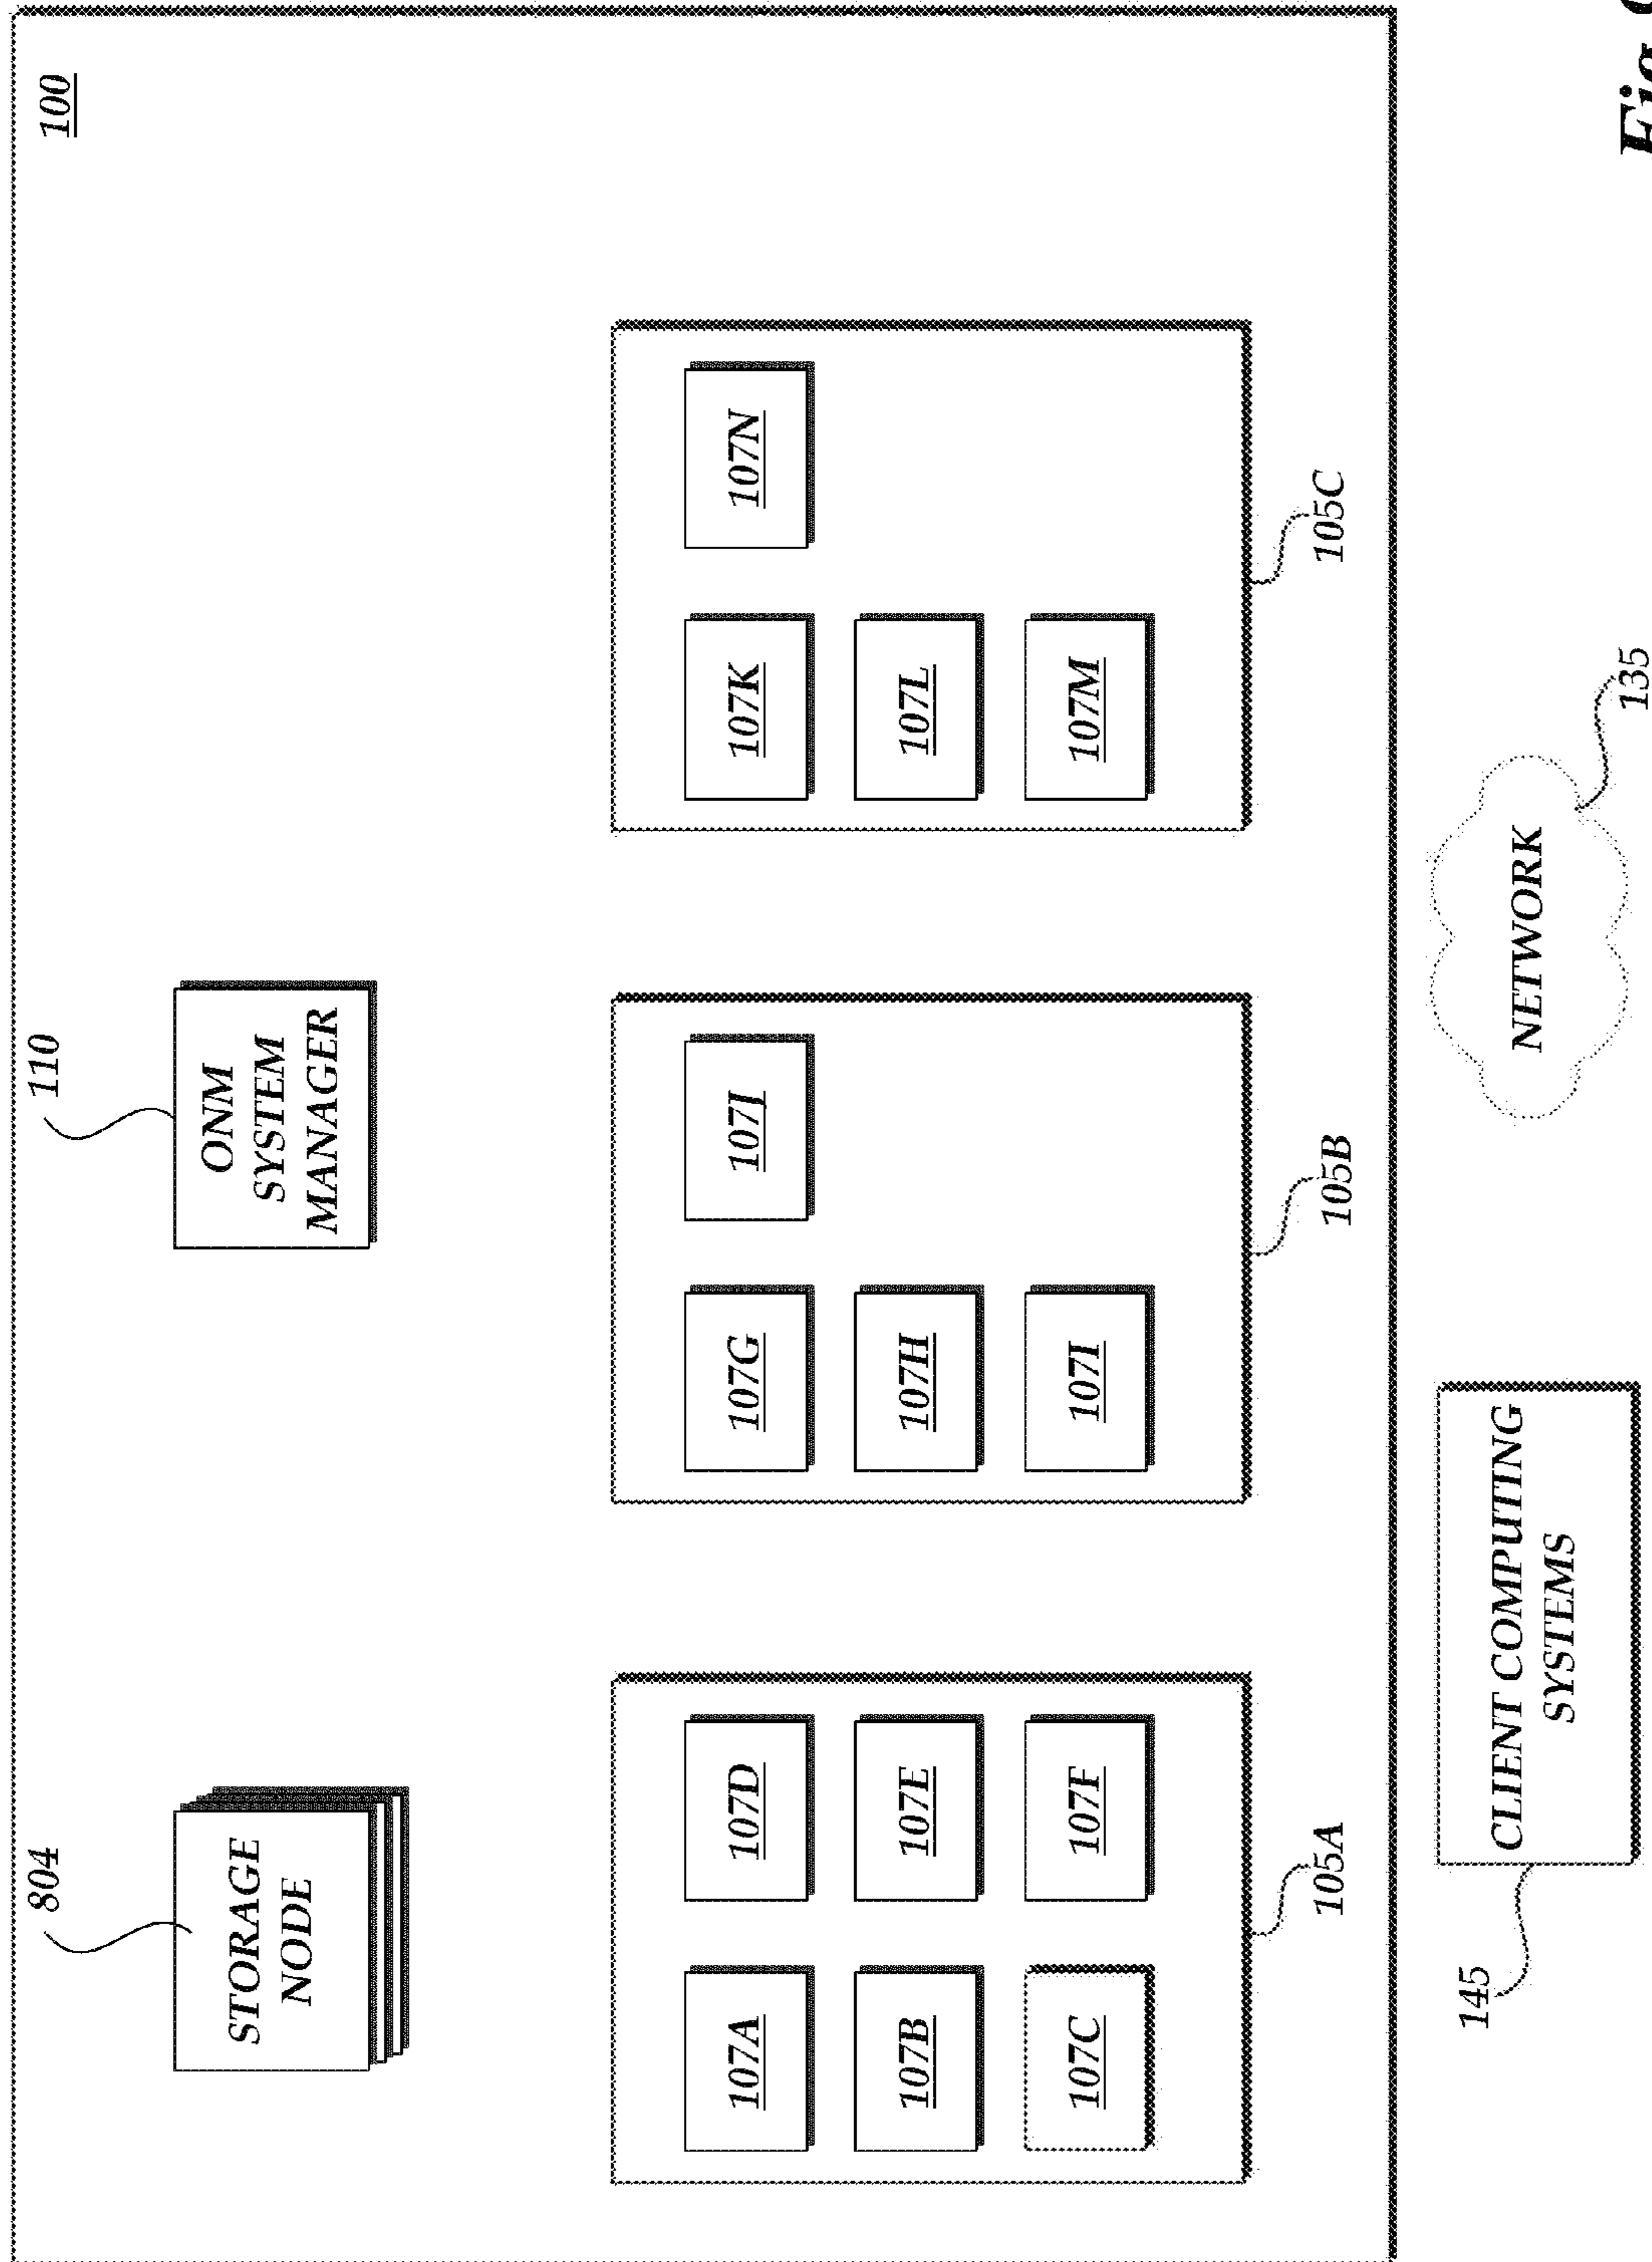 100
804
110
STORAGE
NODE
ONM
SYSTEM
MANAGER
107A
107D
107G
107J
107K
107N
107B
107E
107H
107L
107C
107F
107I
107M
105A
105B
105C
145
CLIENT COMPUTING
SYSTEMS
NETWORK
135
Fig.